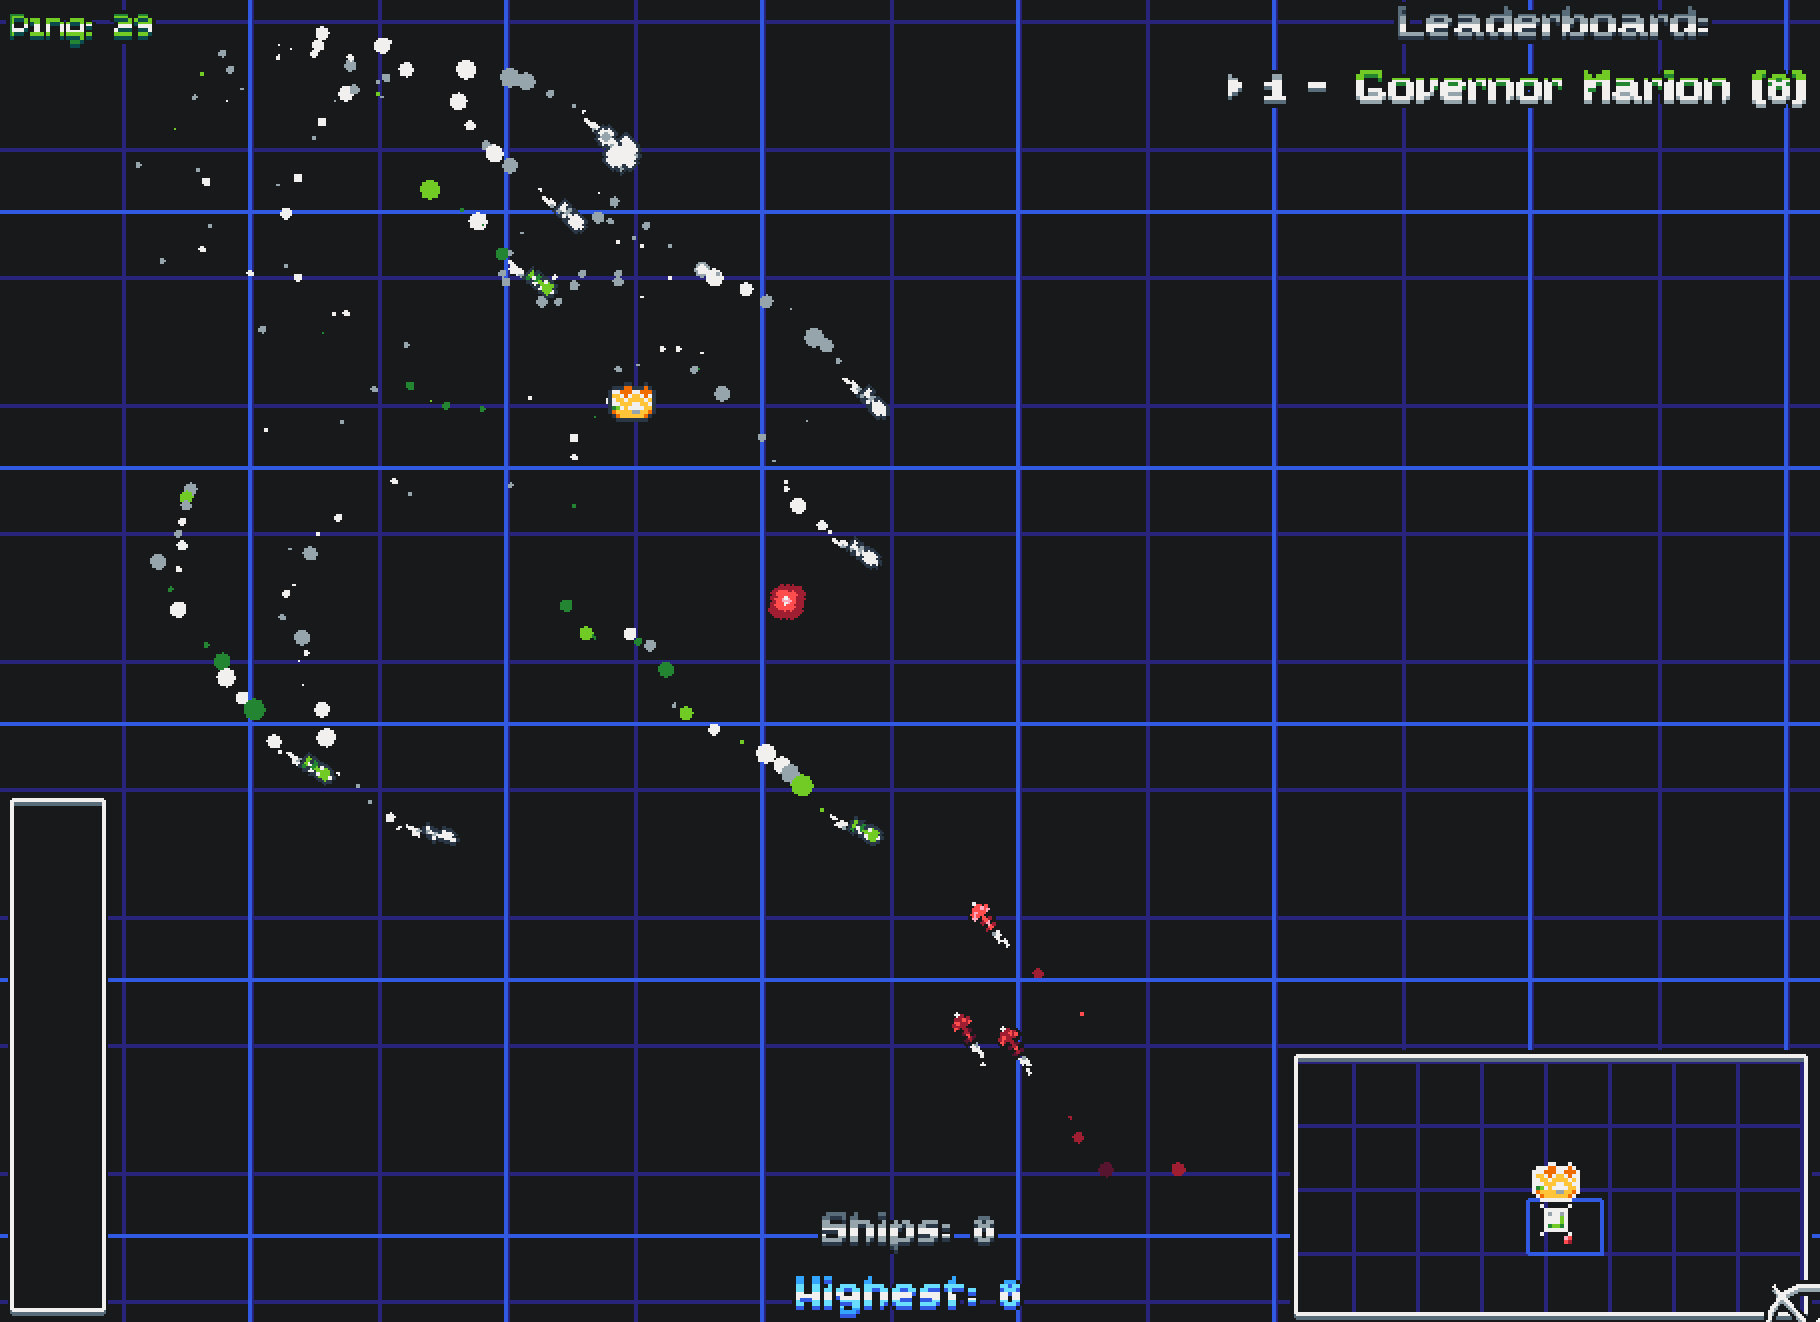 Ping: 29
Leaderboard:
1 - Governor Marion (8)
Ships: 8
Highest: 8